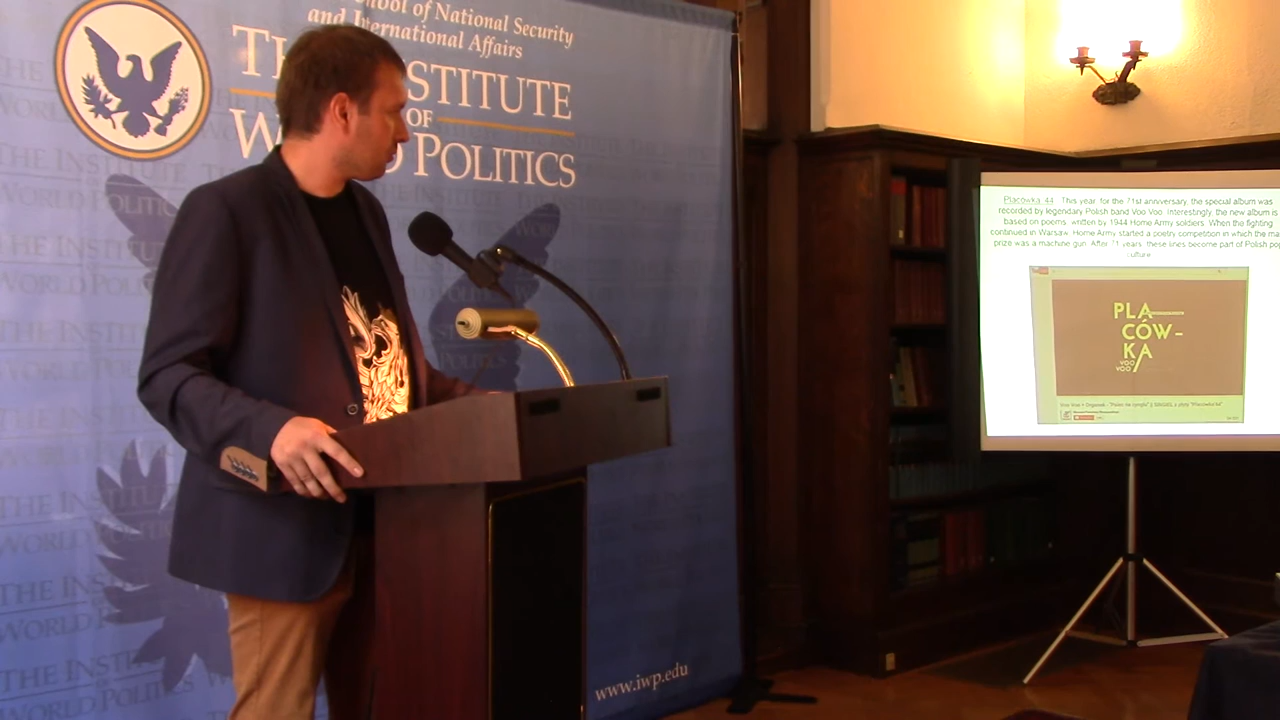 School of National Security
and International Affairs
INSTITUTE
OF
WORLD POLITICS
www.iwp.edu
Placówka '44 This year, for the 71st anniversary, the special album was
recorded by legendary Polish band Voo Voo. Interestingly, the new album is
based on poems written by 1944 Home Army soldiers. When the fighting
continued in Warsaw, Home Army started a poetry competition in which the
prize was a machine gun. After 71 years, these lines become part of Polish
culture
PLA
CÓW-
KA
VOO
VOO